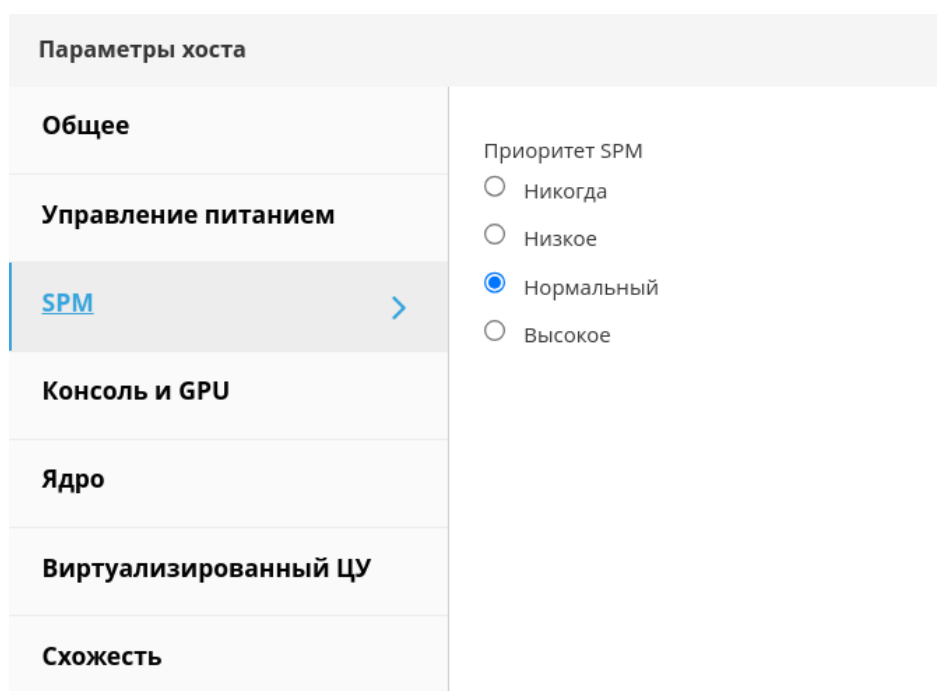 Параметры хоста
Общее
Управление питанием
SPM
Консоль и GPU
Ядро
Виртуализированный ЦУ
Схожесть
Приоритет SPM
Никогда
Низкое
Нормальный
Высокое